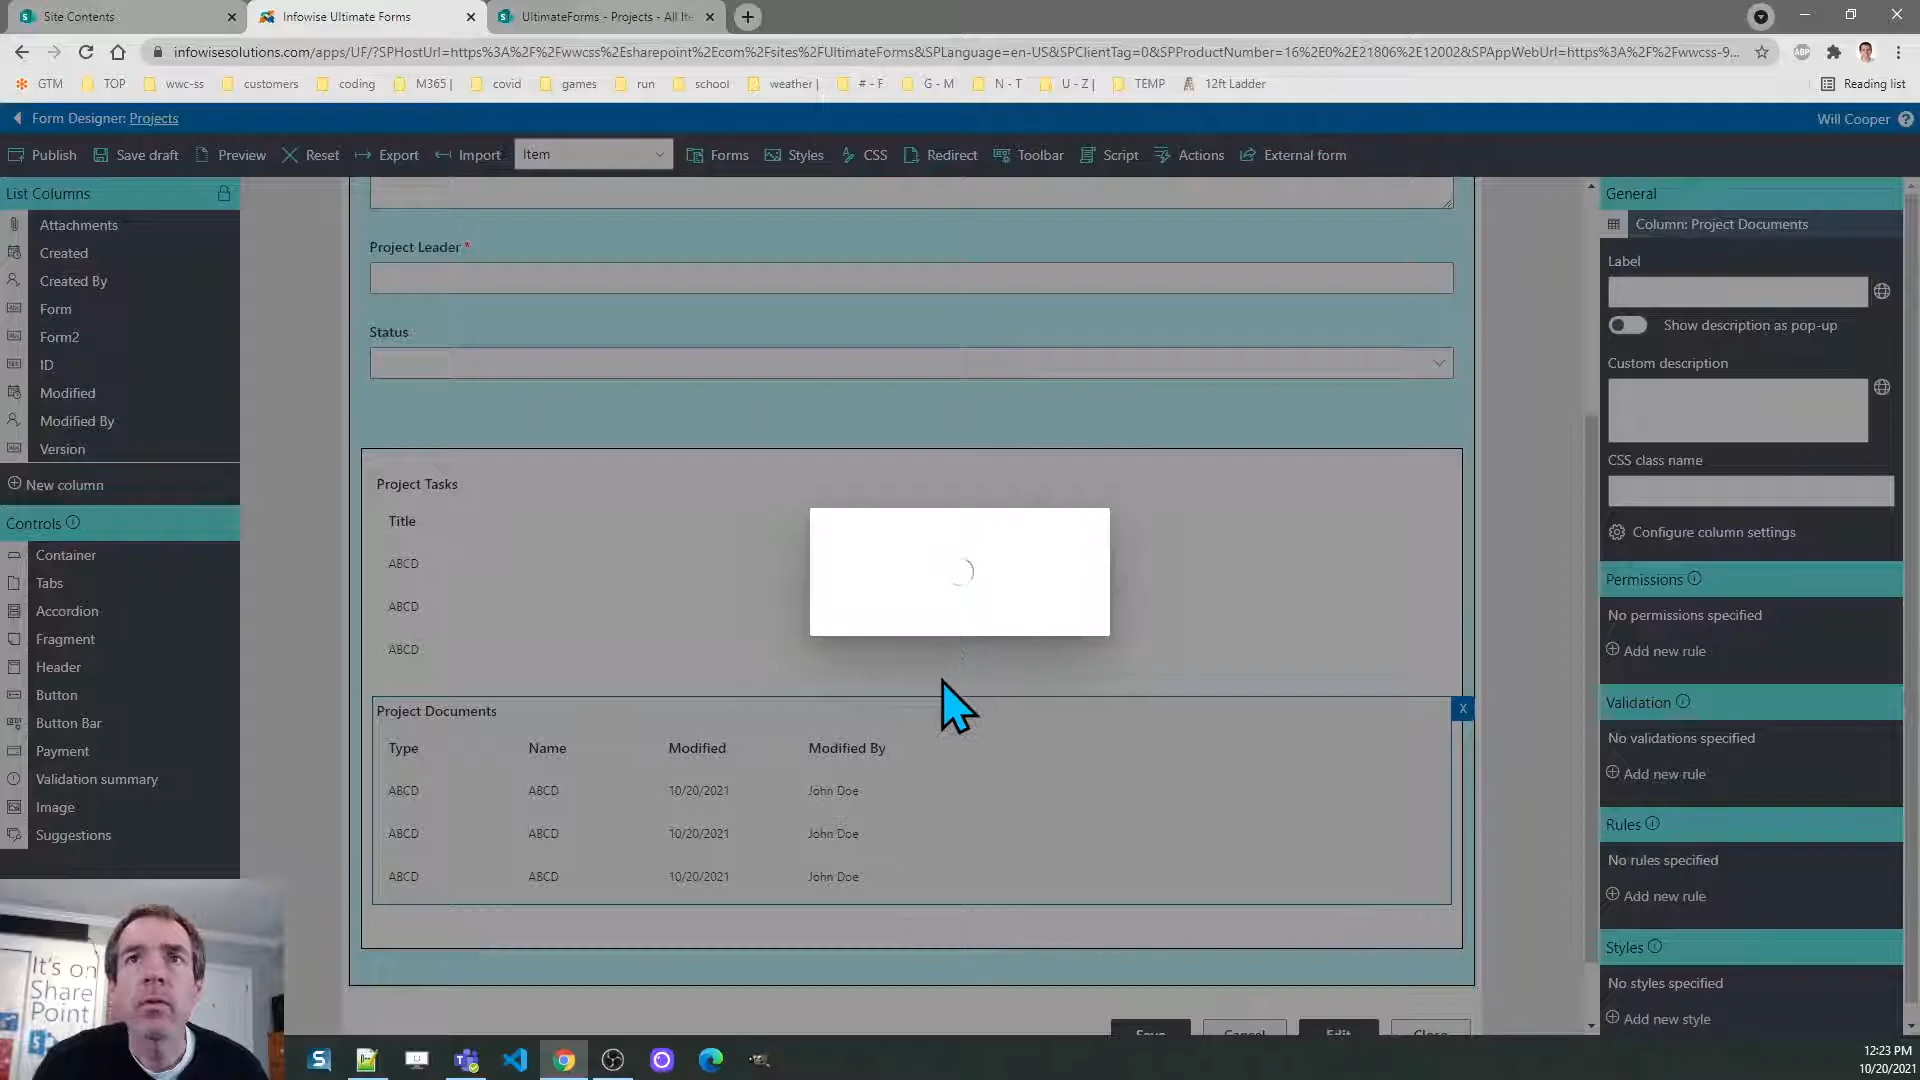 Site Contents
Infowise Ultimate Forms
UltimateForms - Projects - All Ite
infowisesolutions.com/apps/UF/?SPHostUrl=https%3A%2F%2Fwwcss%2Esharepoint%2Ecom%2Fsites%2FUltimateForms&SPLanguage=en-US&SPClientTag=0&SPProductNumber=16%2E0%2E21806%2E12002&SPAppWebUrl=https%3A%2F%2Fwwcss-9...
GTM TOP wwc-ss customers coding M365 | covid games run school weather | # - F G - M N - T U - Z | TEMP 12ft Ladder Reading list
Form Designer: Projects
Will Cooper
Publish Save draft Preview Reset Export Import Item Forms Styles CSS Redirect Toolbar Script Actions External form
List Columns
Attachments
Created
Created By
Form
Form2
ID
Modified
Modified By
Version
New column
Controls
Container
Tabs
Accordion
Fragment
Header
Button
Button Bar
Payment
Validation summary
Image
Suggestions
Project Leader *
Status
Project Tasks
Title
ABCD
ABCD
ABCD
Project Documents
X
Type Name Modified Modified By
ABCD ABCD 10/20/2021 John Doe
ABCD ABCD 10/20/2021 John Doe
ABCD ABCD 10/20/2021 John Doe
Save Cancel Edit Close
General
Column: Project Documents
Label
Show description as pop-up
Custom description
CSS class name
Configure column settings
Permissions
No permissions specified
Add new rule
Validation
No validations specified
Add new rule
Rules
No rules specified
Add new rule
Styles
No styles specified
Add new style
It's on
Share
Point
12:23 PM
10/20/2021